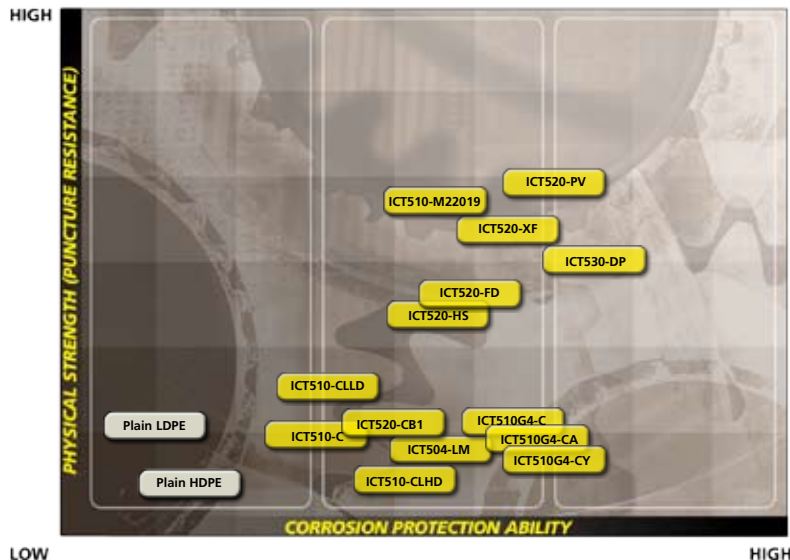 HIGH
PHYSICAL STRENGTH (PUNCTURE RESISTANCE)
ICT520-PV
ICT510-M22019
ICT520-XF
ICT530-DP
ICT520-FD
ICT520-HS
ICT510-CLLD
Plain LDPE
ICT520-CB1
ICT510G4-C
ICT510-C
ICT510G4-CA
ICT504-LM
ICT510G4-CY
Plain HDPE
ICT510-CLHD
CORROSION PROTECTION ABILITY
LOW
HIGH